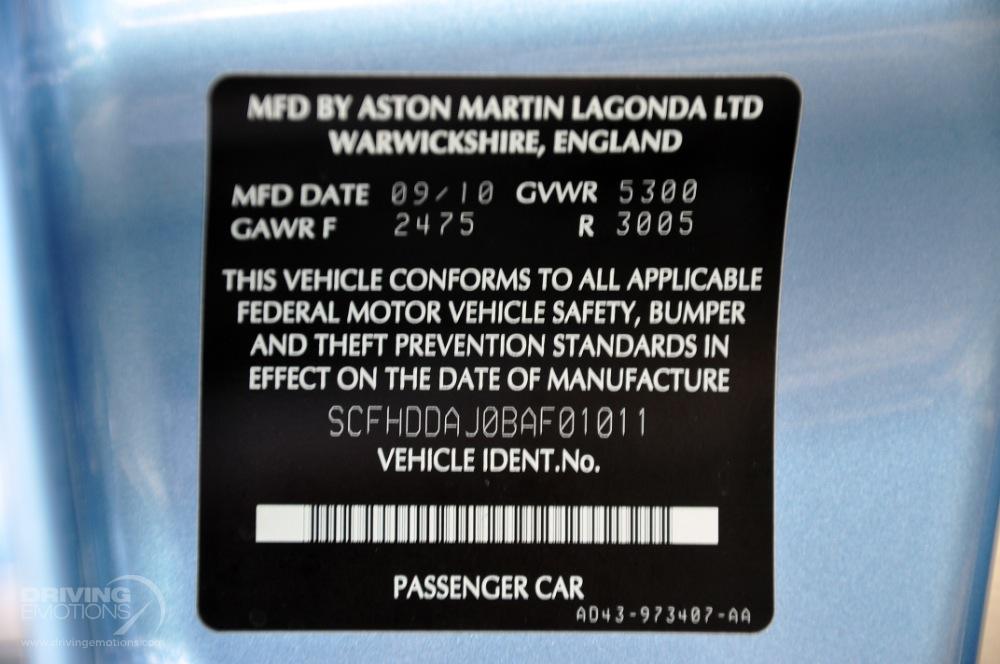 MFD BY ASTON MARTIN LAGONDA LTD
WARWICKSHIRE, ENGLAND
MFD DATE 09/10 GVWR 5300
GAWR F 2475 R 3005
THIS VEHICLE CONFORMS TO ALL APPLICABLE
FEDERAL MOTOR VEHICLE SAFETY, BUMPER
AND THEFT PREVENTION STANDARDS IN
EFFECT ON THE DATE OF MANUFACTURE
SCFHDDAJ0BAF01011
VEHICLE IDENT.No.
PASSENGER CAR
AD43-973407-AA
DRIVING
EMOTIONS
www.drivingemotions.com